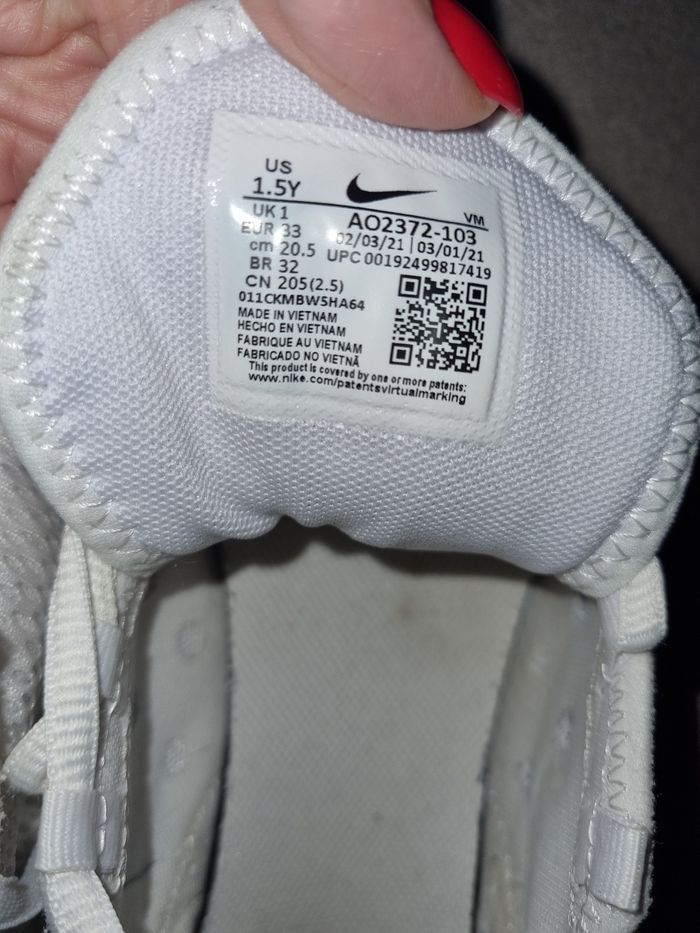 US
1.5Y
VM
UK 1
AO2372-103
EUR 33
02/03/21 | 03/01/21
cm 20.5
UPC 00192499817419
BR 32
CN 205(2.5)
011CKMBW5HA64
MADE IN VIETNAM
HECHO EN VIETNAM
FABRIQUE AU VIETNAM
FABRICADO NO VIETNÃ
This product is covered by one or more patents:
www.nike.com/patentsvirtualmarking